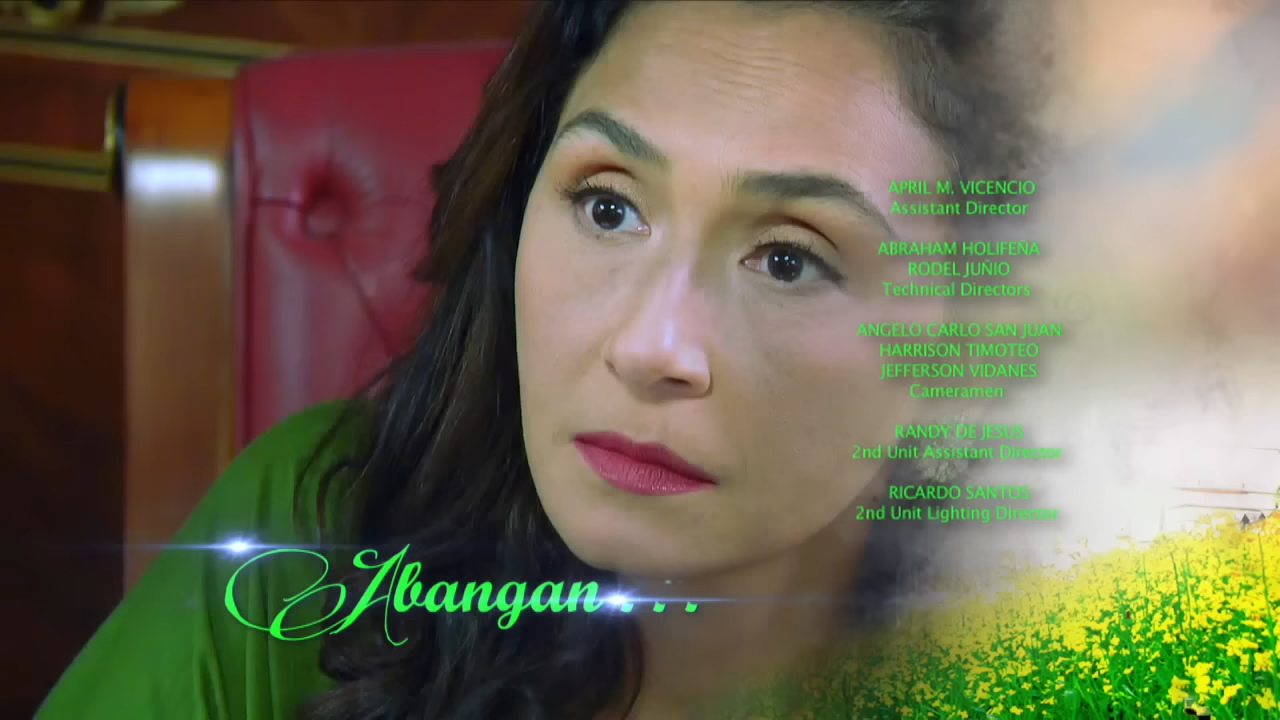 APRIL M. VICENCIO
Assistant Director
ABRAHAM HOLIFEÑA
RODEL JUÑIO
Technical Directors
ANGELO CARLO SAN JUAN
HARRISON TIMOTEO
JEFFERSON VIDANES
Cameramen
RANDY DE JESUS
2nd Unit Assistant Director
RICARDO SANTOS
2nd Unit Lighting Director
Abangan . . .